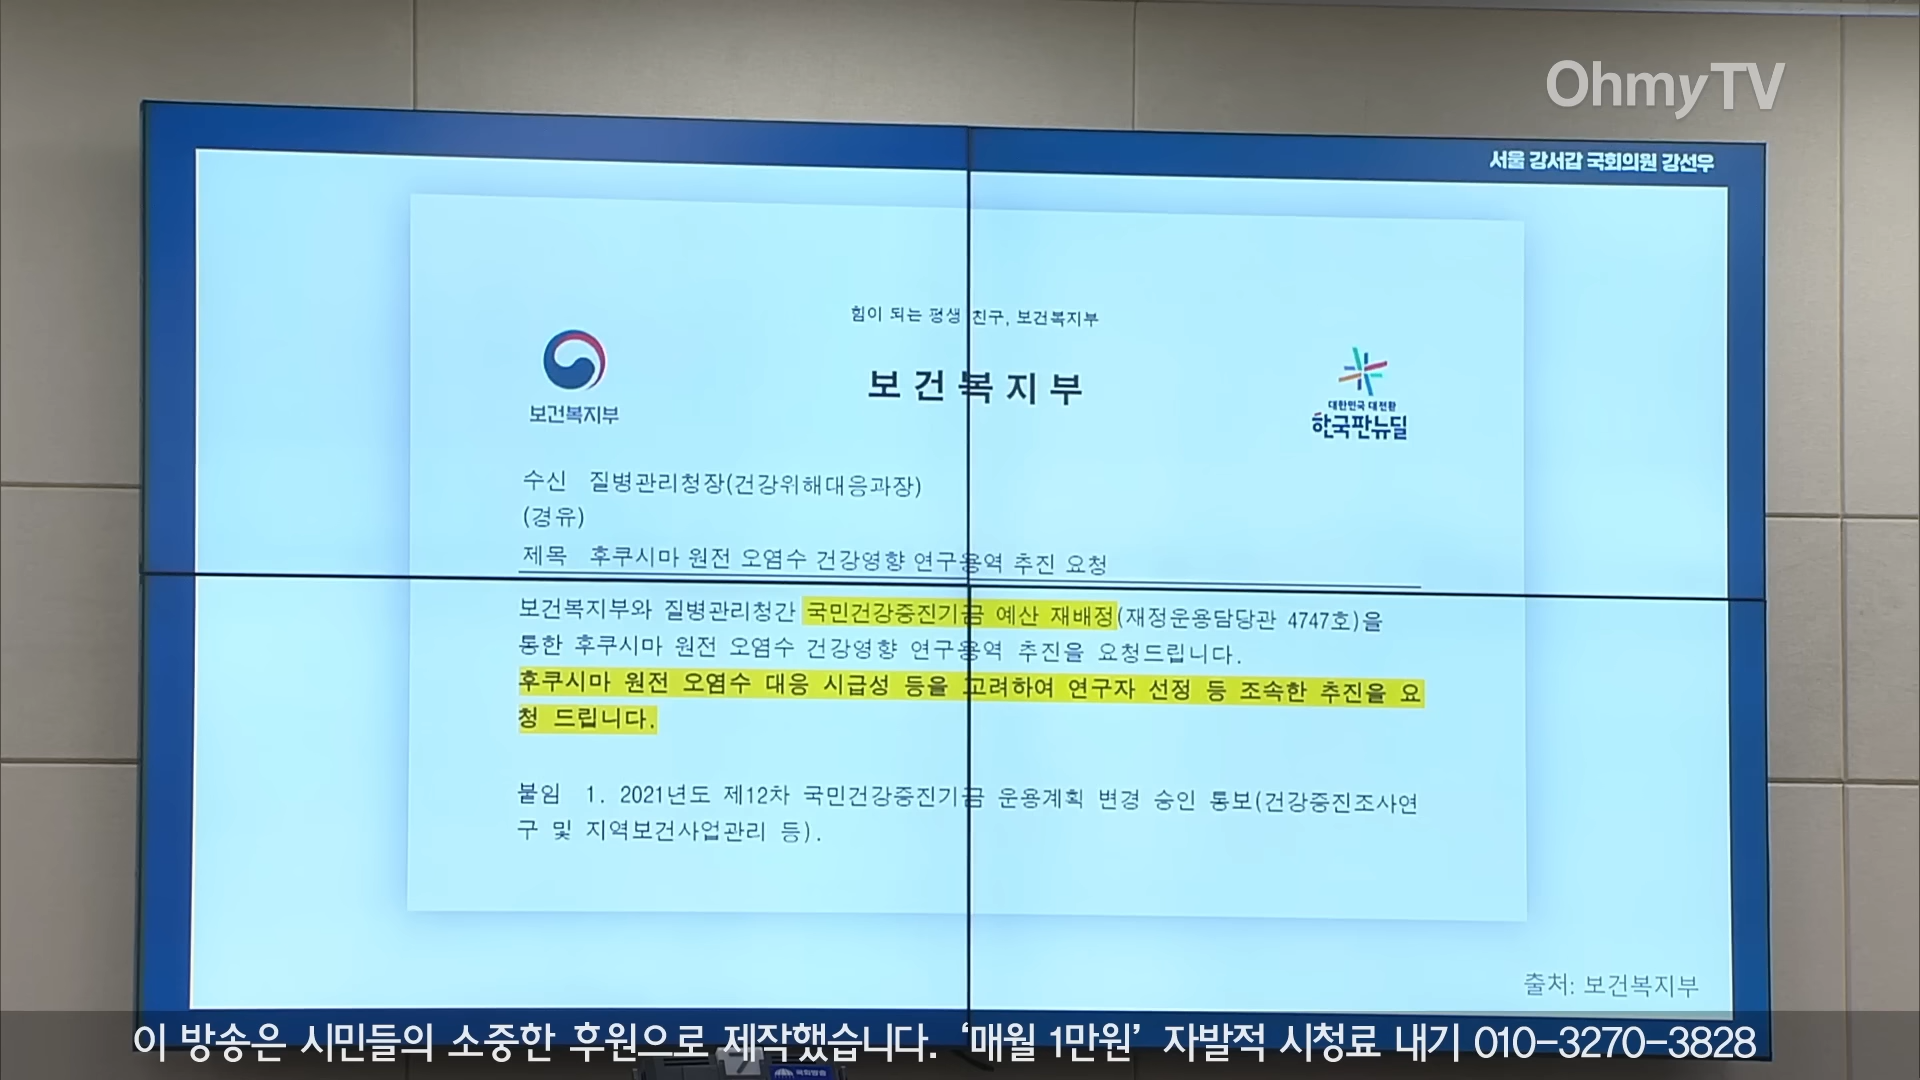 OhmyTV
서울 강서갑 국회의원 강선우
힘이 되는 평생 친구, 보건복지부
보건복지부
보건복지부
대한민국 대전환
한국판뉴딜
수신 질병관리청장(건강위해대응과장)
(경유)
제목 후쿠시마 원전 오염수 건강영향 연구용역 추진 요청
보건복지부와 질병관리청간 국민건강증진기금 예산 재배정(재정운용담당관 4747호)을
통한 후쿠시마 원전 오염수 건강영향 연구용역 추진을 요청드립니다.
후쿠시마 원전 오염수 대응 시급성 등을 고려하여 연구자 선정 등 조속한 추진을 요
청 드립니다.
붙임 1. 2021년도 제12차 국민건강증진기금 운용계획 변경 승인 통보(건강증진조사연
구 및 지역보건사업관리 등).
출처: 보건복지부
이 방송은 시민들의 소중한 후원으로 제작했습니다. ‘매월 1만원’ 자발적 시청료 내기 010-3270-3828
7
국회방송